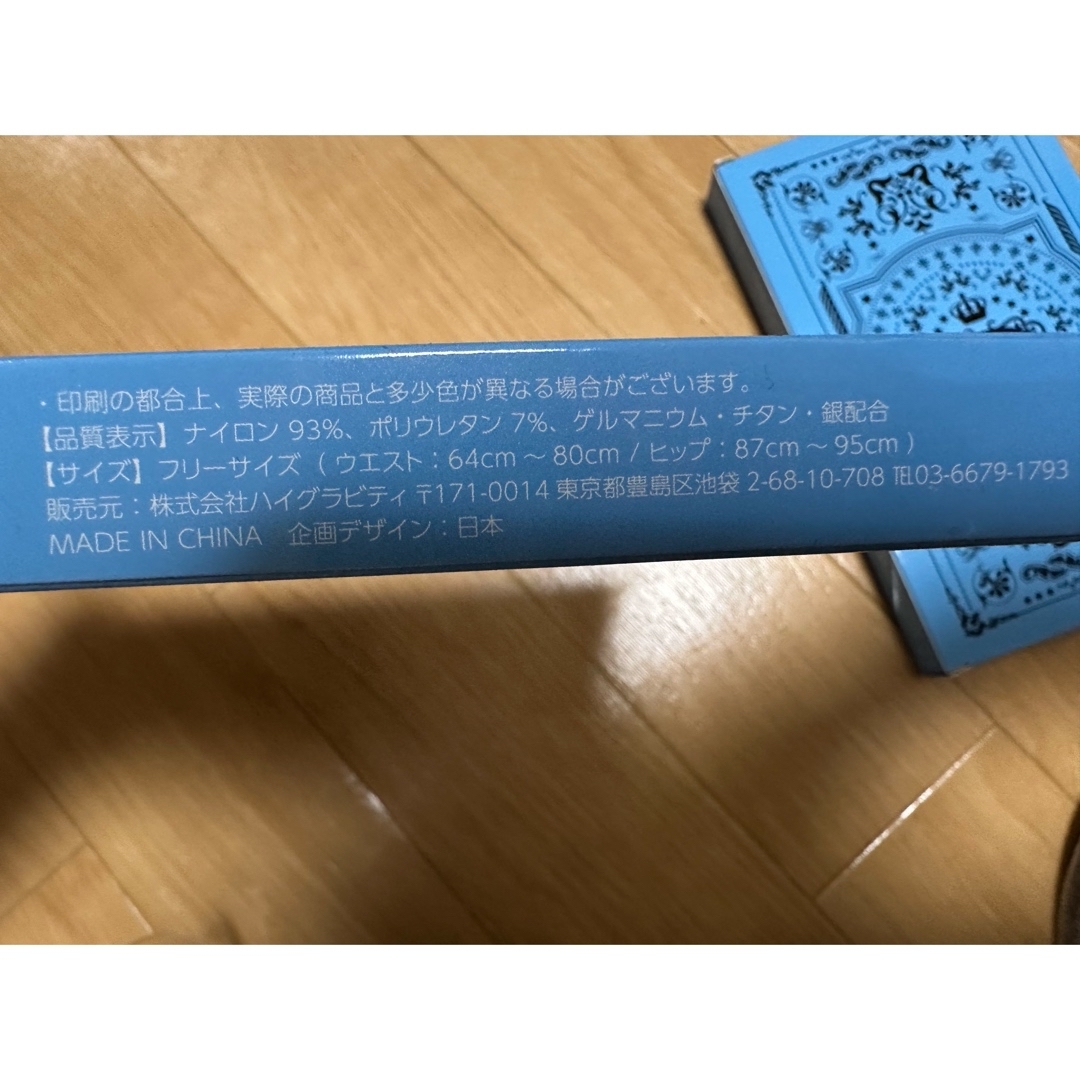 ・印刷の都合上、実際の商品と多少色が異なる場合がございます。
【品質表示】ナイロン 93%、ポリウレタン 7%、ゲルマニウム・チタン・銀配合
【サイズ】フリーサイズ（ウエスト：64cm ～ 80cm / ヒップ：87cm ～ 95cm）
販売元：株式会社ハイグラビティ 〒171-0014 東京都豊島区池袋 2-68-10-708 ℡03-6679-1793
MADE IN CHINA　企画デザイン：日本